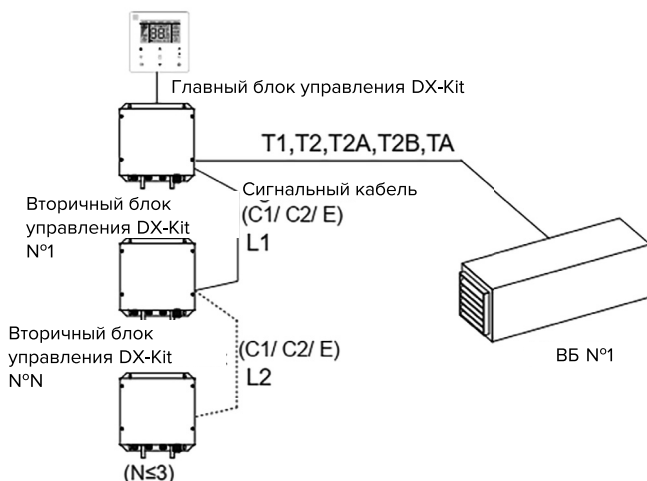 Главный блок управления DX-Kit
T1,T2,T2A,T2B,TA
Сигнальный кабель
(C1/ C2/ E)
L1
Вторичный блок
управления DX-Kit
№1
Вторичный блок
управления DX-Kit
№N
(C1/ C2/ E)
L2
ВБ №1
(N≤3)